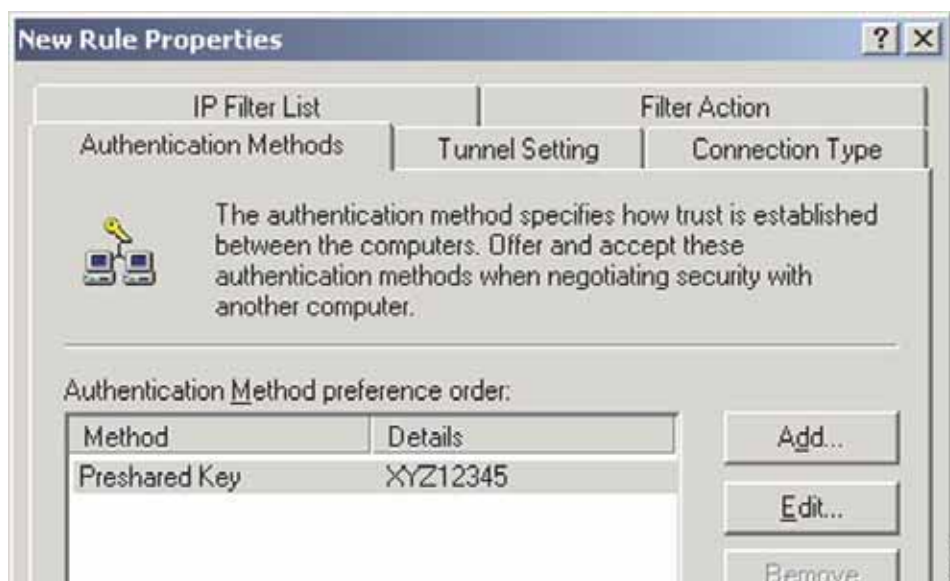 New Rule Properties
IP Filter List
Filter Action
Authentication Methods
Tunnel Setting
Connection Type
The authentication method specifies how trust is established
between the computers. Offer and accept these
authentication methods when negotiating security with
another computer.
Authentication Method preference order:
Method Details
Preshared Key XYZ12345
Add...
Edit...
Remove